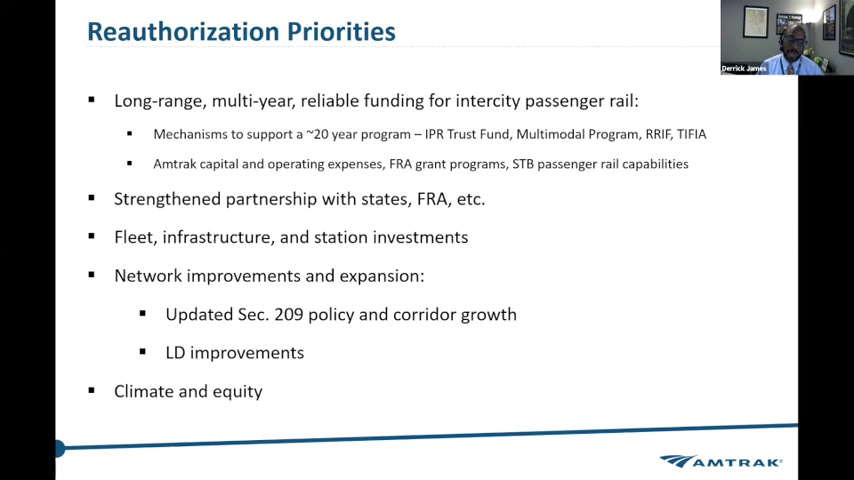 Reauthorization Priorities
Derrick James
Long-range, multi-year, reliable funding for intercity passenger rail:
Mechanisms to support a ~20 year program – IPR Trust Fund, Multimodal Program, RRIF, TIFIA
Amtrak capital and operating expenses, FRA grant programs, STB passenger rail capabilities
Strengthened partnership with states, FRA, etc.
Fleet, infrastructure, and station investments
Network improvements and expansion:
Updated Sec. 209 policy and corridor growth
LD improvements
Climate and equity
AMTRAK